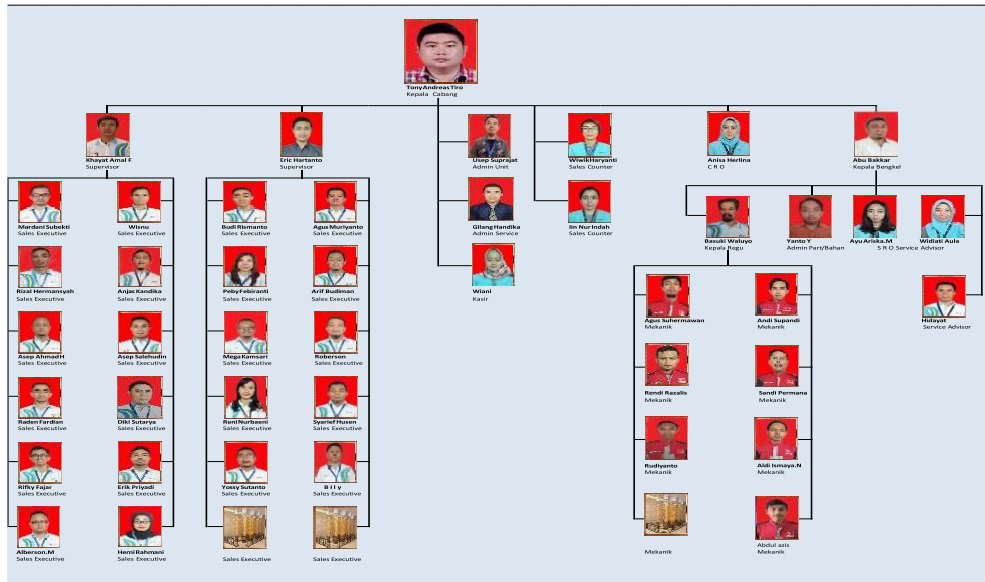 TonyAndreasTiro
Kepala Cabang
Khayat Amal F
Supervisor
Eric Hartanto
Supervisor
Usep Suprajat
Admin Unit
WiwikHaryanti
Sales Counter
Anisa Herlina
C R O
Abu Bakkar
Kepala Bengkel
Mardani Subekti
Sales Executive
Wisnu
Sales Executive
Budi Rismanto
Sales Executive
Agus Muriyanto
Sales Executive
Gilang Handika
Admin Service
Iin Nur Indah
Sales Counter
Basuki Waluyo
Kepala Regu
Yanto Y
Admin Part/Bahan
Ayu Ariska.M
S R O
Widiati Aula
Service Advisor
Rizal Hermansyah
Sales Executive
Anjas Kandika
Sales Executive
Peby Febiranti
Sales Executive
Arif Budiman
Sales Executive
Wiani
Kasir
Agus Suhermawan
Mekanik
Andi Supandi
Mekanik
Hidayat
Service Advisor
Asep Ahmad H
Sales Executive
Asep Salehudin
Sales Executive
Mega Kamsari
Sales Executive
Roberson
Sales Executive
Rendi Razalis
Mekanik
Sandi Permana
Mekanik
Raden Fardian
Sales Executive
Diki Sutarya
Sales Executive
Reni Nurbaeni
Sales Executive
Syarief Husen
Sales Executive
Rudiyanto
Mekanik
Aldi Ismaya.N
Mekanik
Rifky Fajar
Sales Executive
Erik Priyadi
Sales Executive
Yossy Sutanto
Sales Executive
B I l y
Sales Executive
Alberson.M
Sales Executive
Heni Rahmani
Sales Executive
Sales Executive
Sales Executive
Mekanik
Abdul azis
Mekanik